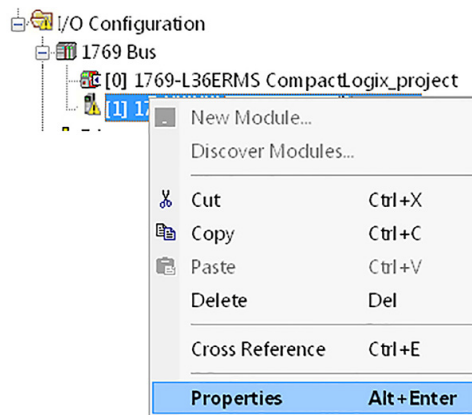 I/O Configuration
1769 Bus
[0] 1769-L36ERMS CompactLogix_project
[1] 17
New Module...
Discover Modules...
Cut Ctrl+X
Copy Ctrl+C
Paste Ctrl+V
Delete Del
Cross Reference Ctrl+E
Properties Alt+Enter